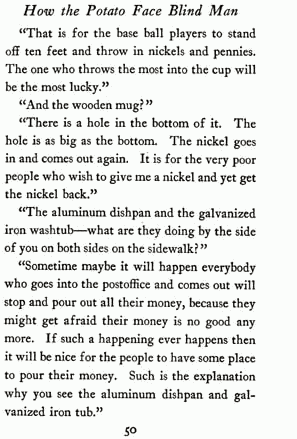 How the Potato Face Blind Man
"That is for the base ball players to stand
off ten feet and throw in nickels and pennies.
The one who throws the most into the cup will
be the most lucky."
"And the wooden mug?"
"There is a hole in the bottom of it. The
hole is as big as the bottom. The nickel goes
in and comes out again. It is for the very poor
people who wish to give me a nickel and yet get
the nickel back."
"The aluminum dishpan and the galvanized
iron washtub—what are they doing by the side
of you on both sides on the sidewalk?"
"Sometime maybe it will happen everybody
who goes into the postoffice and comes out will
stop and pour out all their money, because they
might get afraid their money is no good any
more. If such a happening ever happens then
it will be nice for the people to have some place
to pour their money. Such is the explanation
why you see the aluminum dishpan and gal-
vanized iron tub."
50